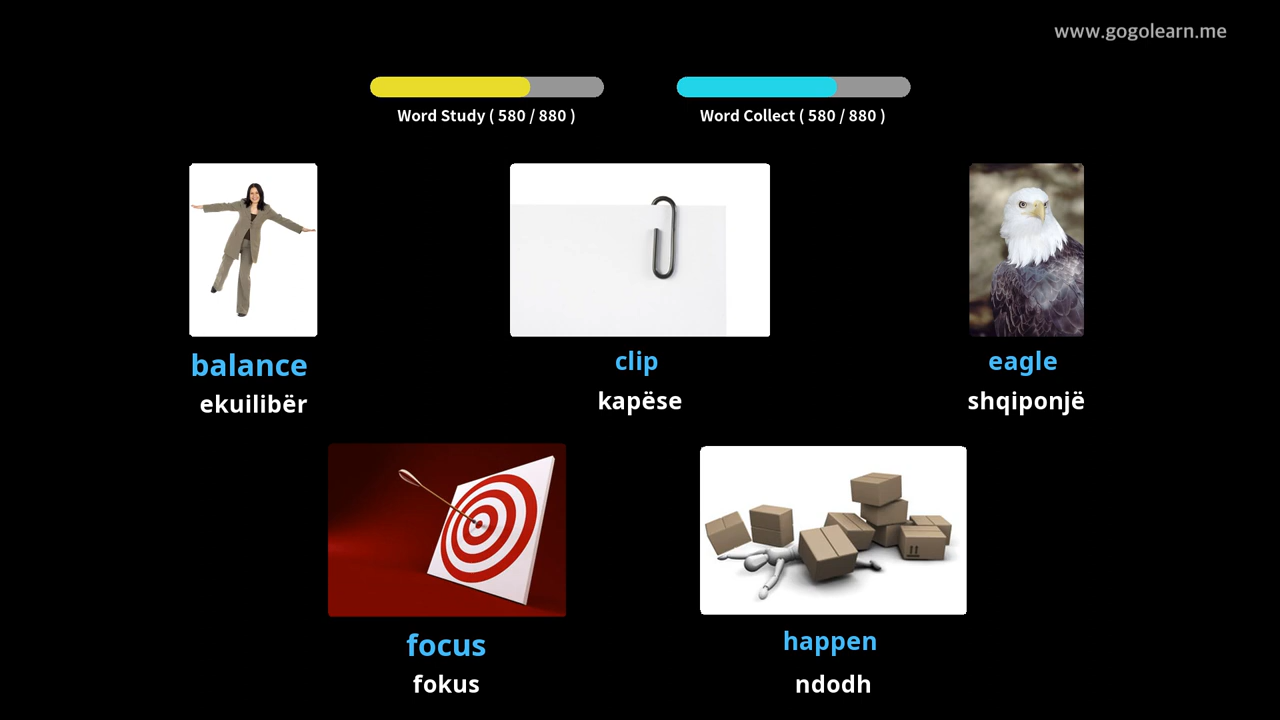 www.gogolearn.me
Word Study ( 580 / 880 )
Word Collect ( 580 / 880 )
balance
ekuilibër
clip
kapëse
eagle
shqiponjë
focus
fokus
happen
ndodh